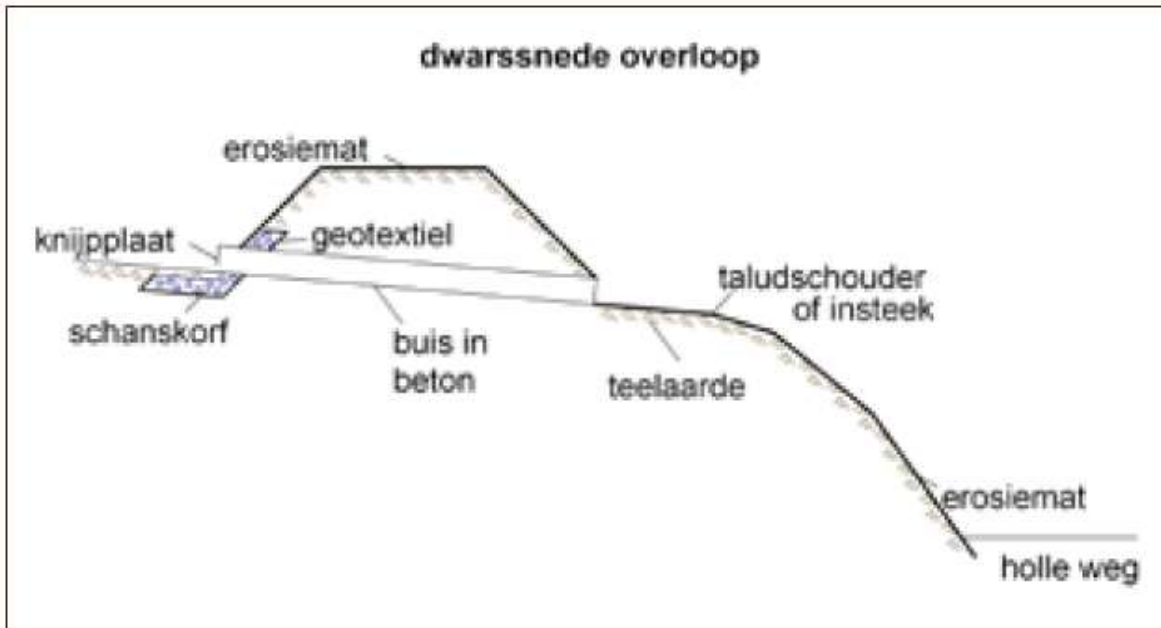 dwarssnede overloop
erosiemat
knijpplaat
geotextiel
schanskorf
buis in
beton
taludschouder
of insteek
teelaarde
erosiemat
holle weg